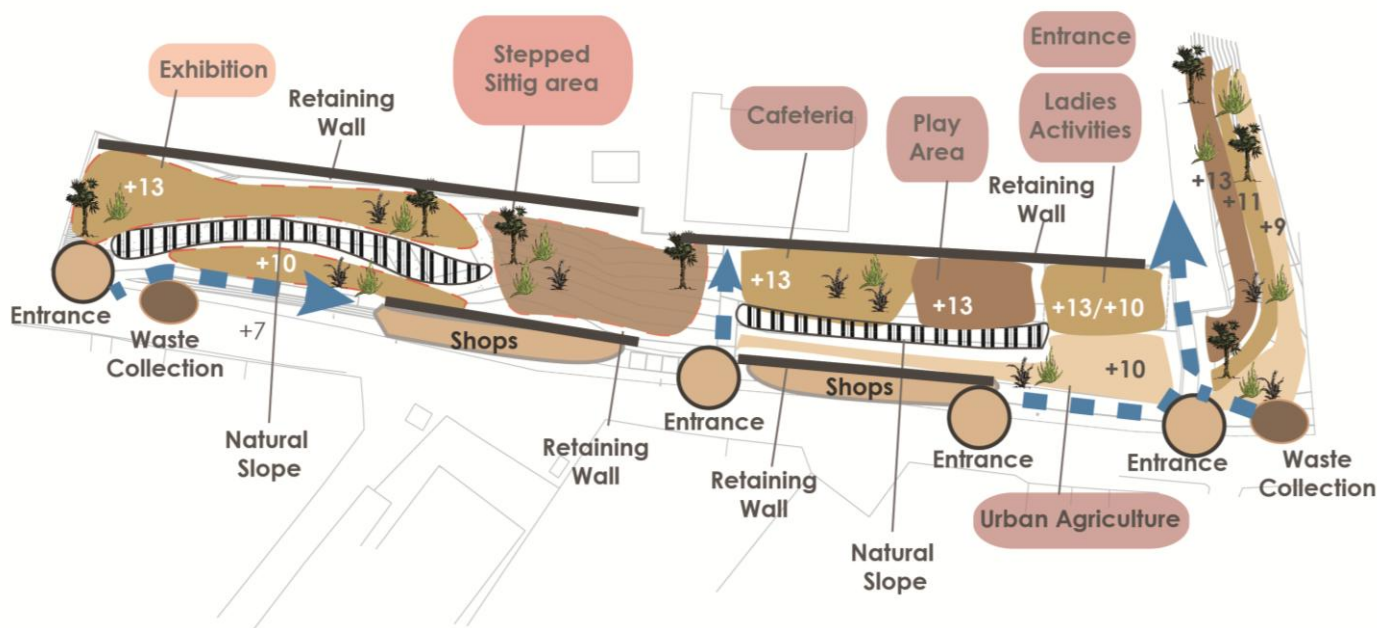 Exhibition
Retaining
Wall
Stepped
Sittig area
Cafeteria
Play
Area
Entrance
Ladies
Activities
Retaining
Wall
+13
+10
+13
+13
+13/+10
+10
+13
+11
+9
Entrance
Waste
Collection
+7
Shops
Natural
Slope
Retaining
Wall
Entrance
Shops
Retaining
Wall
Natural
Slope
Entrance
Entrance
Waste
Collection
Urban Agriculture